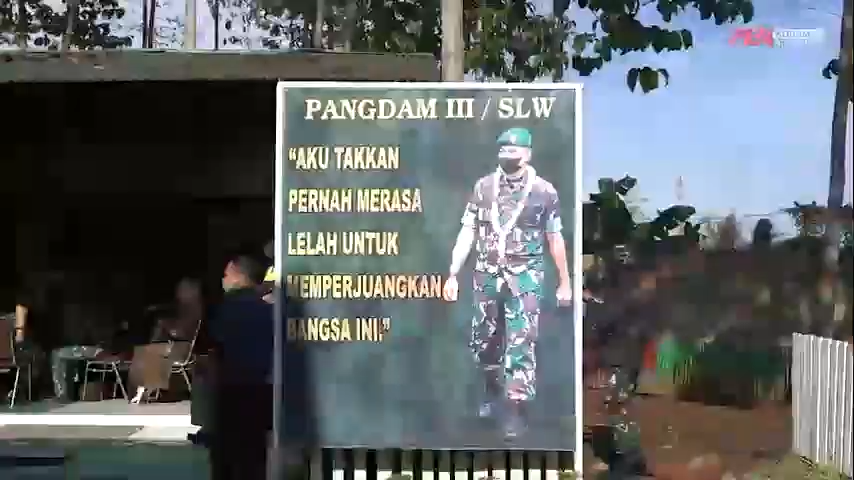 PANGDAM III / SLW
“AKU TAKKAN
PERNAH MERASA
LELAH UNTUK
MEMPERJUANGKAN
BANGSA INI.”